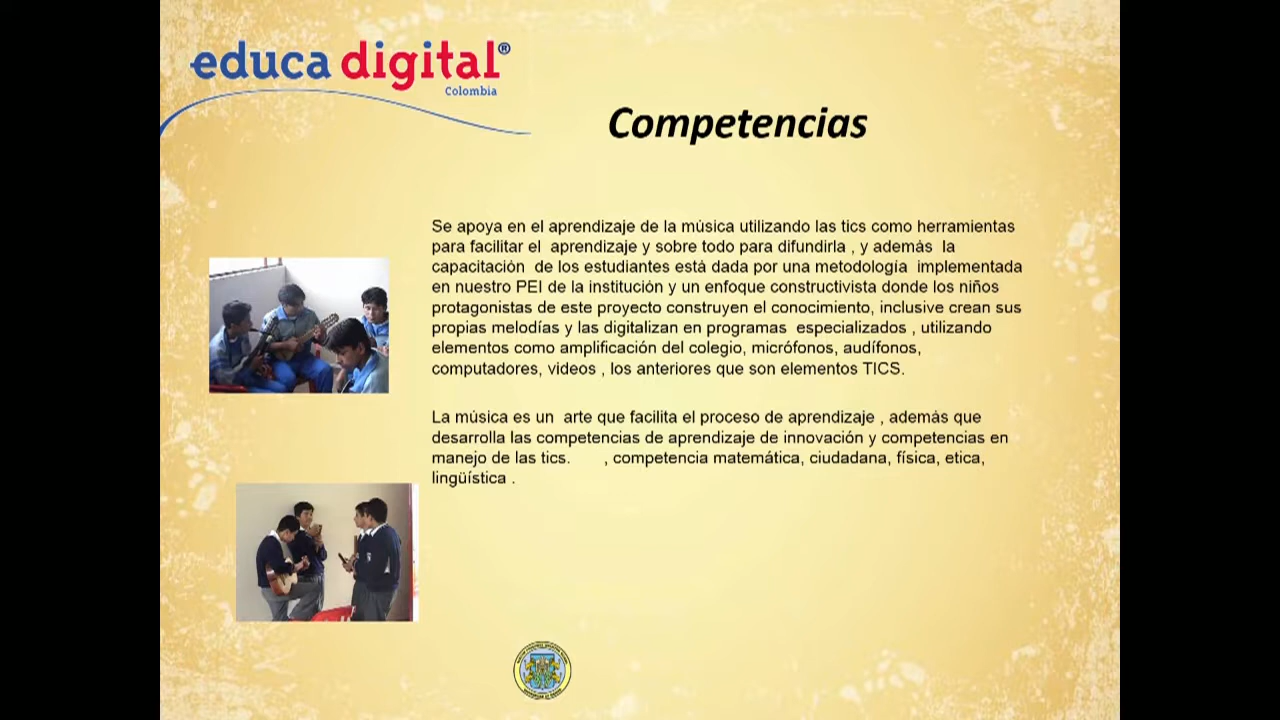 educa digital®
Colombia
Competencias
Se apoya en el aprendizaje de la música utilizando las tics como herramientas
para facilitar el aprendizaje y sobre todo para difundirla , y además la
capacitación de los estudiantes está dada por una metodología implementada
en nuestro PEI de la institución y un enfoque constructivista donde los niños
protagonistas de este proyecto construyen el conocimiento, inclusive crean sus
propias melodías y las digitalizan en programas especializados , utilizando
elementos como amplificación del colegio, micrófonos, audífonos,
computadores, videos , los anteriores que son elementos TICS.
La música es un arte que facilita el proceso de aprendizaje , además que
desarrolla las competencias de aprendizaje de innovación y competencias en
manejo de las tics. , competencia matemática, ciudadana, física, etica,
lingüística .